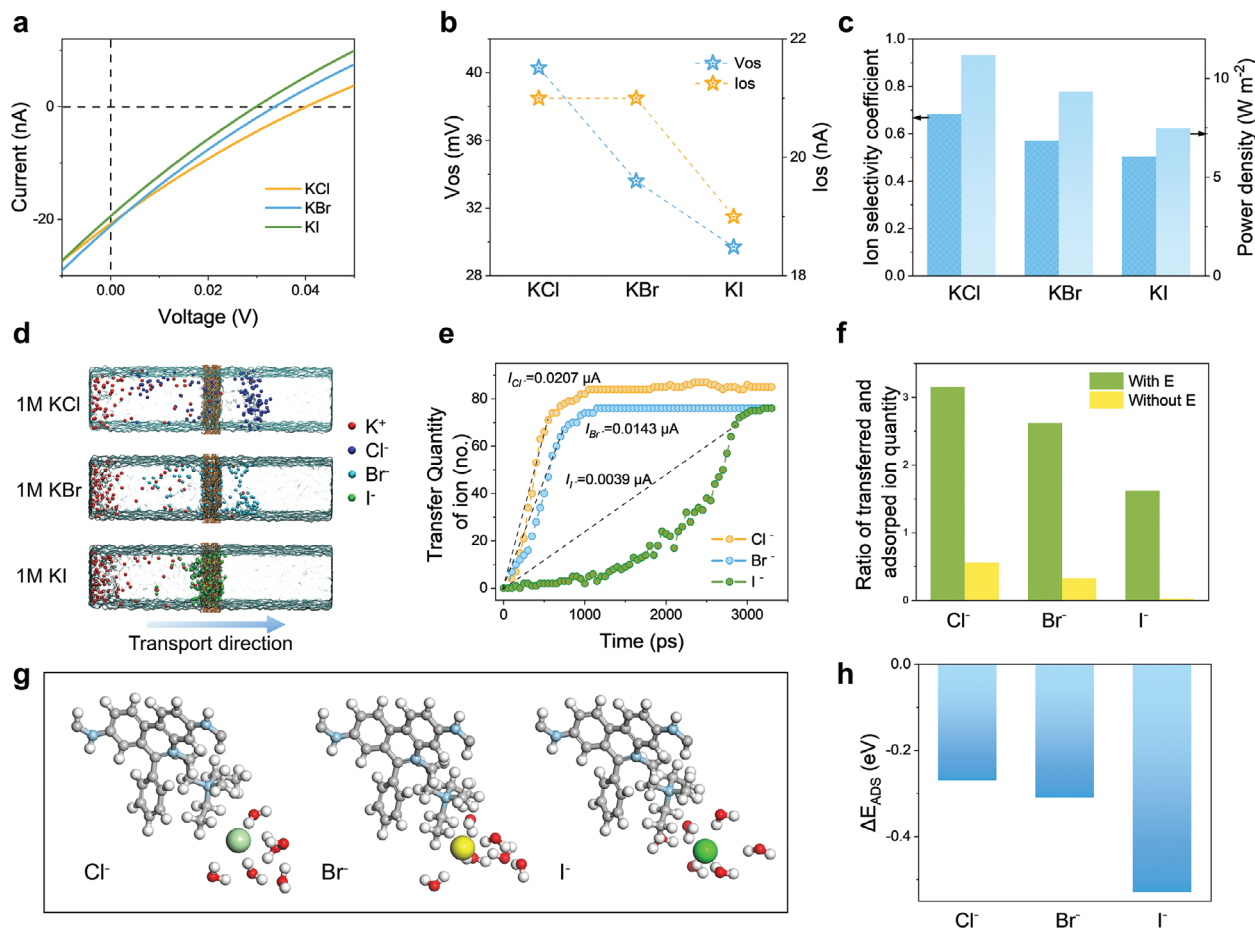 a
Current (nA)
0
-20
0.00
0.02
0.04
Voltage (V)
KCl
KBr
KI
b
Vos (mV)
40
36
32
28
Ios (nA)
22
20
18
Vos
Ios
KCl
KBr
KI
c
Ion selectivity coefficient
1.0
0.8
0.6
0.4
0.2
0.0
Power density (W m⁻²)
10
5
0
KCl
KBr
KI
d
1M KCl
1M KBr
1M KI
K⁺
Cl⁻
Br⁻
I⁻
Transport direction
e
Transfer Quantity
of ion (no.)
100
80
60
40
20
0
I Cl⁻=0.0207 μA
I Br⁻=0.0143 μA
I I⁻=0.0039 μA
Cl⁻
Br⁻
I⁻
0
1000
2000
3000
Time (ps)
f
Ratio of transferred and
adsorped ion quantity
3
2
1
0
With E
Without E
Cl⁻
Br⁻
I⁻
g
Cl⁻
Br⁻
I⁻
h
ΔE_ADS (eV)
0.0
-0.2
-0.4
Cl⁻
Br⁻
I⁻